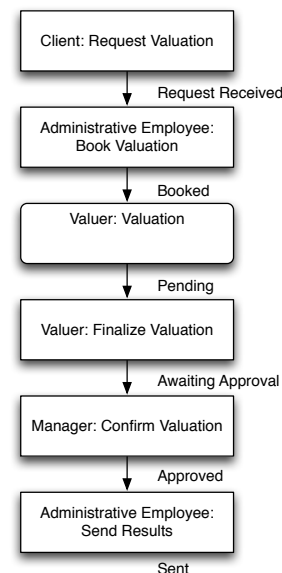 Client: Request Valuation
Request Received
Administrative Employee:
Book Valuation
Booked
Valuer: Valuation
Pending
Valuer: Finalize Valuation
Awaiting Approval
Manager: Confirm Valuation
Approved
Administrative Employee:
Send Results
Sent